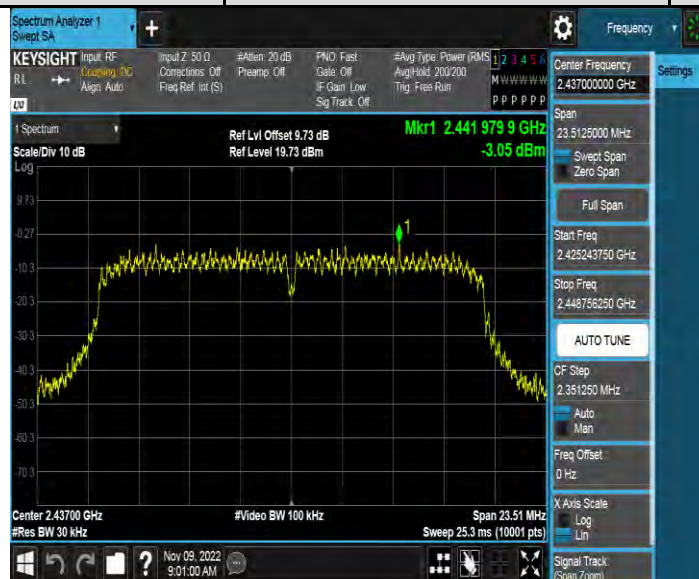 Spectrum Analyzer 1
Swept SA
+
Frequency
KEYSIGHT Input: RF Input Z: 50 Ω #Atten: 20 dB PNO: Fast #Avg Type: Power (RMS 1 2 3 4 5 6
RL Coupling: DC Corrections: Off Preamp: Off Gate: Off Avg|Hold: 200/200 M W W W W W
Align: Auto Freq Ref: Int (S) IF Gain: Low Trig: Free Run
Sig Track: Off P P P P P P
1 Spectrum
Scale/Div 10 dB
Ref Lvl Offset 9.73 dB
Ref Level 19.73 dBm
Mkr1 2.441 979 9 GHz
-3.05 dBm
Log
9.73
-0.27
-10.3
-20.3
-30.3
-40.3
-50.3
-60.3
-70.3
1
Center 2.43700 GHz #Video BW 100 kHz Span 23.51 MHz
#Res BW 30 kHz Sweep 25.3 ms (10001 pts)
? Nov 09, 2022
9:01:00 AM
Center Frequency
2.437000000 GHz
Settings
Span
23.5125000 MHz
Swept Span
Zero Span
Full Span
Start Freq
2.425243750 GHz
Stop Freq
2.448756250 GHz
AUTO TUNE
CF Step
2.351250 MHz
Auto
Man
Freq Offset
0 Hz
X Axis Scale
Log
Lin
Signal Track
(Span Zoom)